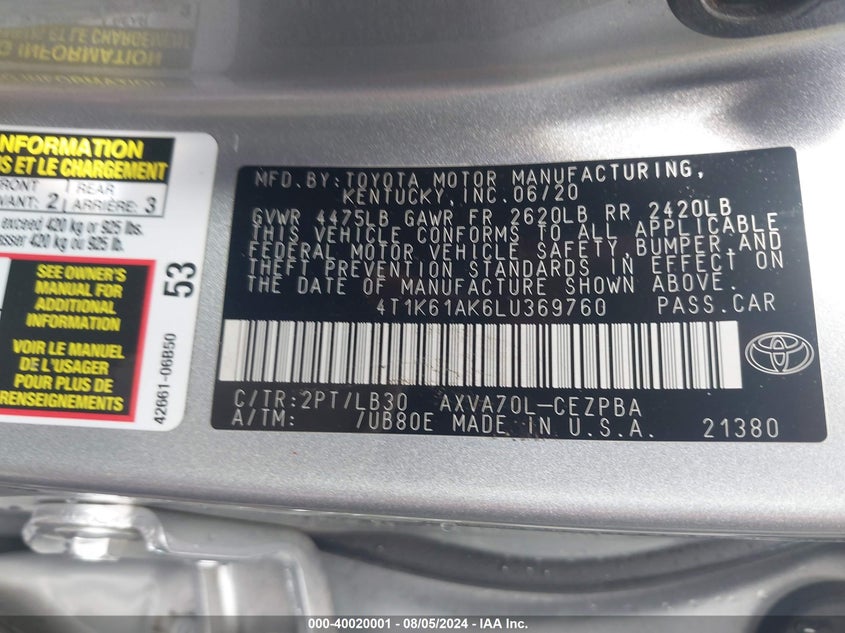 INFORMATION
S ET LE CHARGEMENT
FRONT REAR
VANT: 2 ARRIÈRE: 3
exceed 420 kg or 925 lbs.
asser 420 kg ou 925 lb.
SEE OWNER'S
MANUAL FOR
ADDITIONAL
INFORMATION
VOIR LE MANUEL
DE L'USAGER
POUR PLUS DE
RENSEIGNEMENTS
53
42661-06B50
MFD.BY:TOYOTA MOTOR MANUFACTURING,
KENTUCKY,INC.06/20
GVWR 4475LB GAWR FR 2620LB RR 2420LB
THIS VEHICLE CONFORMS TO ALL APPLICABLE
FEDERAL MOTOR VEHICLE SAFETY,BUMPER,AND
THEFT PREVENTION STANDARDS IN EFFECT ON
THE DATE OF MANUFACTURE SHOWN ABOVE.
4T1K61AK6LU369760 PASS.CAR
C/TR:2PT/LB30 AXVA70L-CEZPBA
A/TM: /UB80E MADE IN U.S.A. 21380
000-40020001 - 08/05/2024 - IAA Inc.